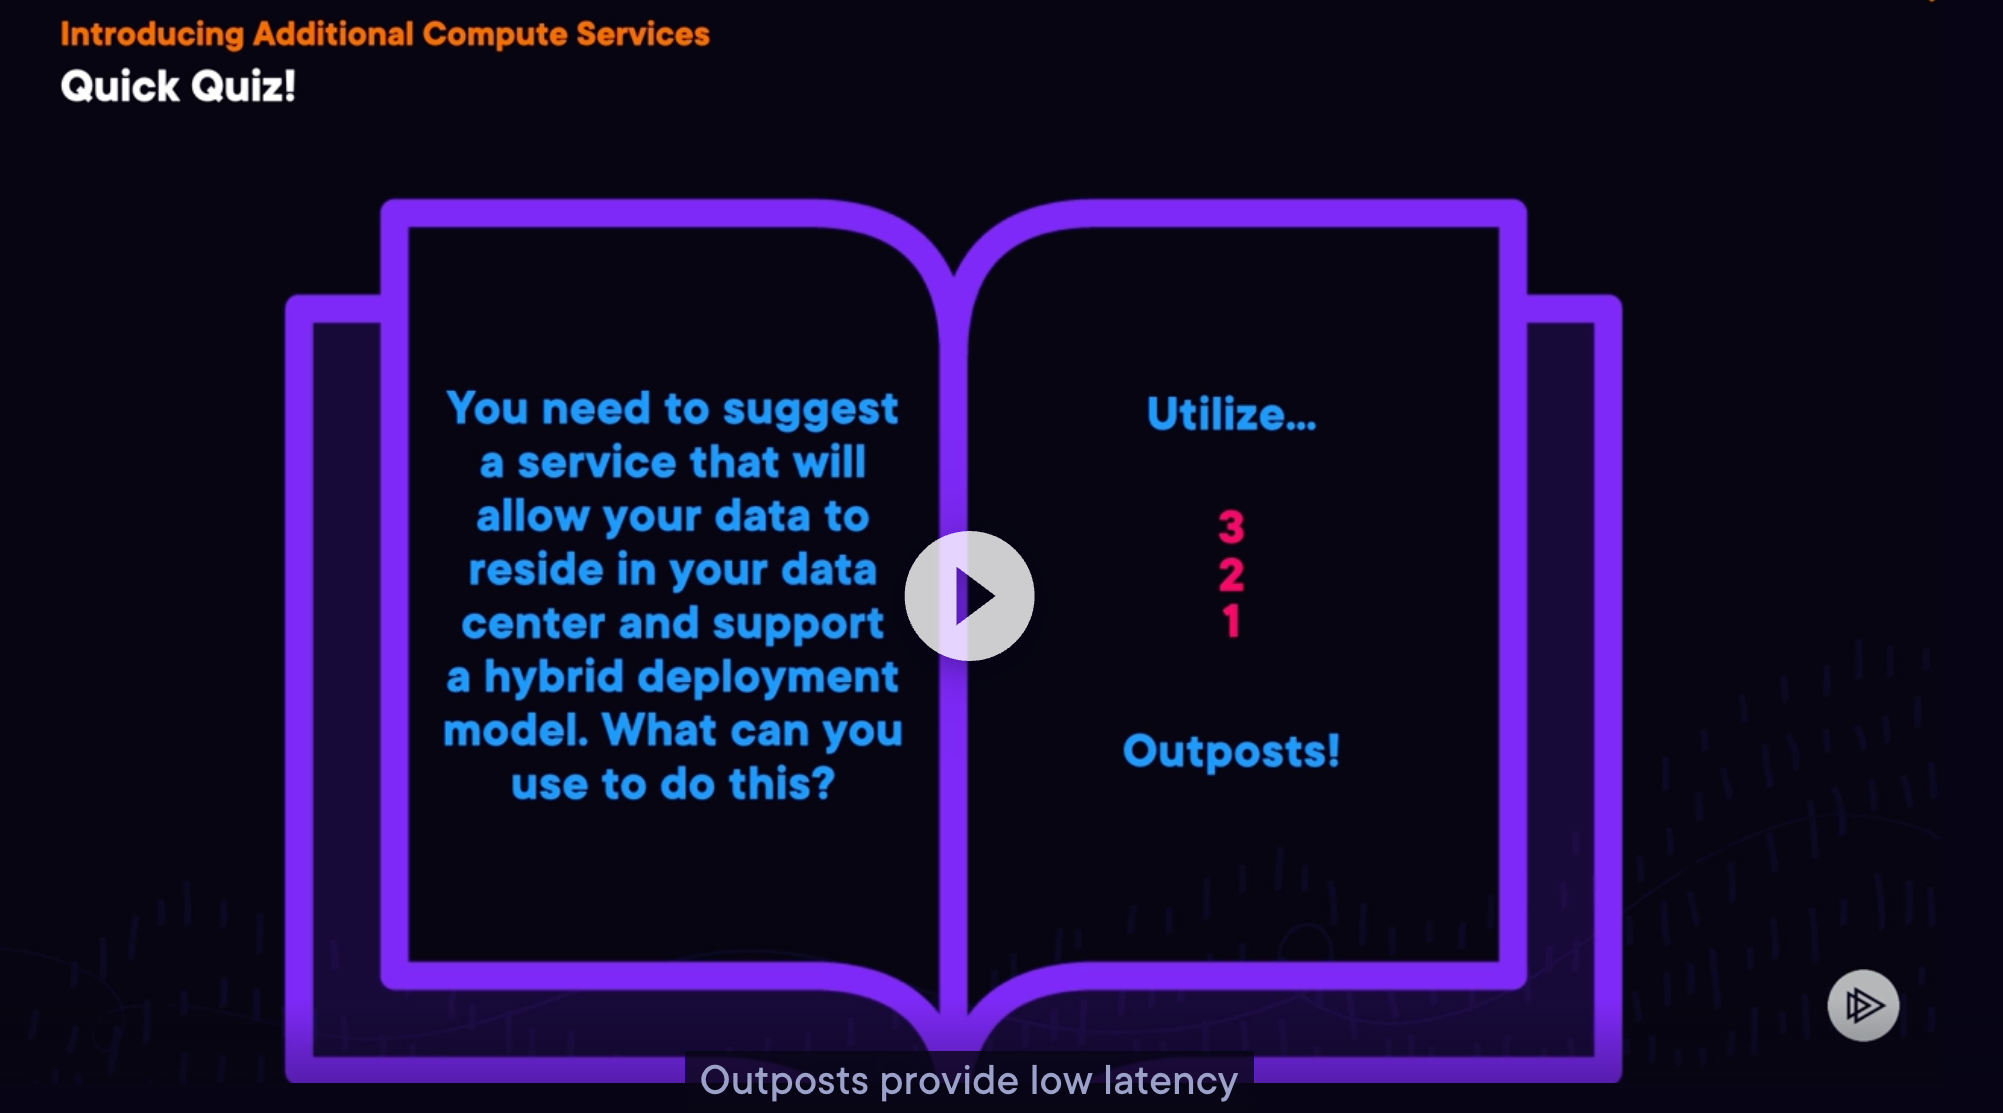 Introducing Additional Compute Services
Quick Quiz!
You need to suggest
a service that will
allow your data to
reside in your data
center and support
a hybrid deployment
model. What can you
use to do this?
Utilize...
3
2
1
Outposts!
Outposts provide low latency